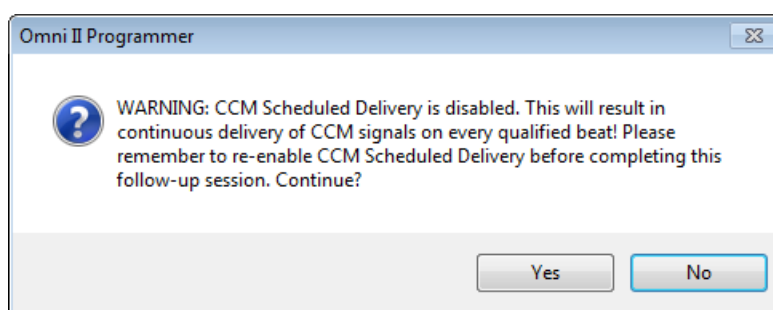 Omni II Programmer
WARNING: CCM Scheduled Delivery is disabled. This will result in
continuous delivery of CCM signals on every qualified beat! Please
remember to re-enable CCM Scheduled Delivery before completing this
follow-up session. Continue?
Yes
No